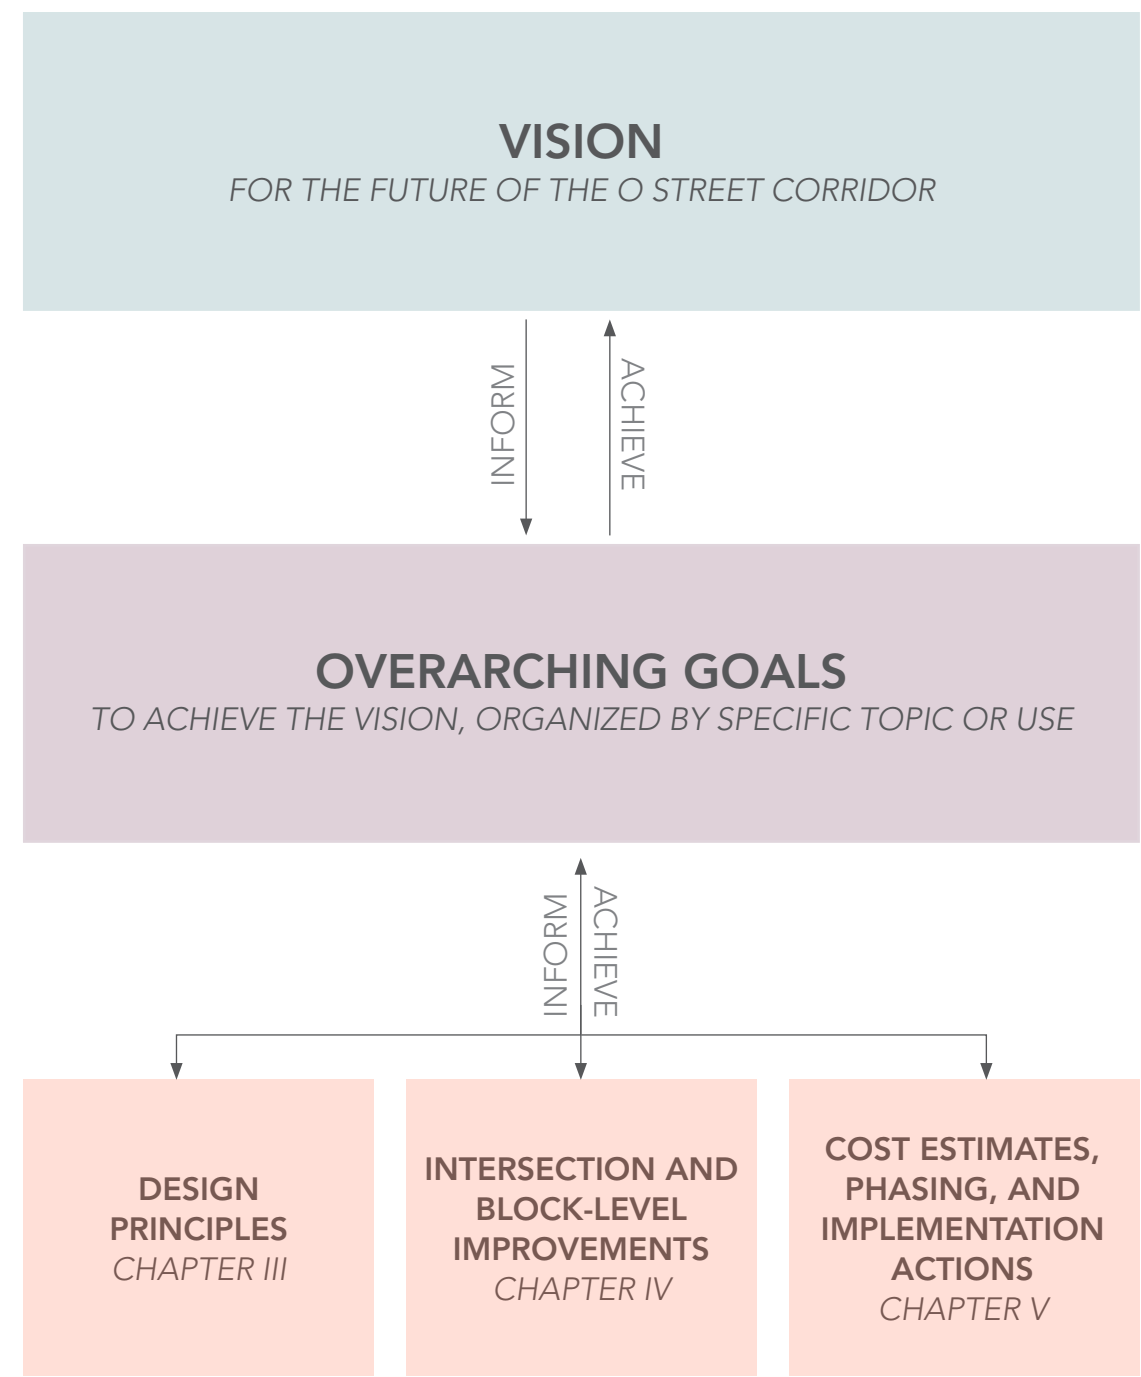 VISION
FOR THE FUTURE OF THE O STREET CORRIDOR
INFORM
ACHIEVE
OVERARCHING GOALS
TO ACHIEVE THE VISION, ORGANIZED BY SPECIFIC TOPIC OR USE
INFORM
ACHIEVE
DESIGN
PRINCIPLES
CHAPTER III
INTERSECTION AND
BLOCK-LEVEL
IMPROVEMENTS
CHAPTER IV
COST ESTIMATES,
PHASING, AND
IMPLEMENTATION
ACTIONS
CHAPTER V